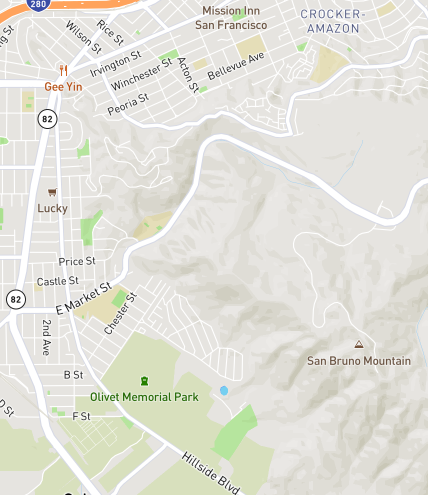 280
Mission Inn
San Francisco
CROCKER-
AMAZON
Rice St
Wilson St
Irvington St
Winchester St
Acton St
Bellevue Ave
Gee Yin
Peoria St
82
Lucky
Price St
Castle St
E Market St
82
Chester St
2nd Ave
San Bruno Mountain
B St
Olivet Memorial Park
D St
F St
Hillside Blvd